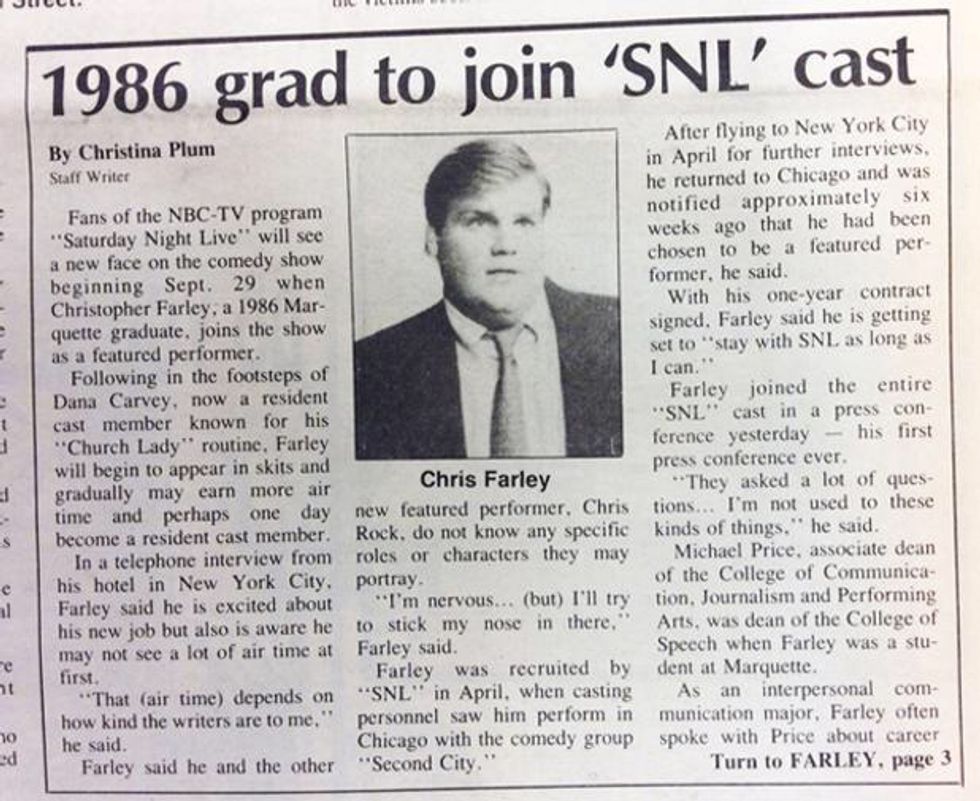 1986 grad to join ‘SNL’ cast
By Christina Plum
Staff Writer
Fans of the NBC-TV program
“Saturday Night Live” will see
a new face on the comedy show
beginning Sept. 29 when
Christopher Farley, a 1986 Mar-
quette graduate, joins the show
as a featured performer.
Following in the footsteps of
Dana Carvey, now a resident
cast member known for his
“Church Lady” routine, Farley
will begin to appear in skits and
gradually may earn more air
time and perhaps one day
become a resident cast member.
In a telephone interview from
his hotel in New York City,
Farley said he is excited about
his new job but also is aware he
may not see a lot of air time at
first.
“That (air time) depends on
how kind the writers are to me,”
he said.
Farley said he and the other
Chris Farley
new featured performer, Chris
Rock, do not know any specific
roles or characters they may
portray.
“I’m nervous... (but) I’ll try
to stick my nose in there,”
Farley said.
Farley was recruited by
“SNL” in April, when casting
personnel saw him perform in
Chicago with the comedy group
“Second City.”
After flying to New York City
in April for further interviews,
he returned to Chicago and was
notified approximately six
weeks ago that he had been
chosen to be a featured per-
former, he said.
With his one-year contract
signed, Farley said he is getting
set to “stay with SNL as long as
I can.”
Farley joined the entire
“SNL” cast in a press con-
ference yesterday — his first
press conference ever.
“They asked a lot of ques-
tions... I’m not used to these
kinds of things,” he said.
Michael Price, associate dean
of the College of Communica-
tion, Journalism and Performing
Arts, was dean of the College of
Speech when Farley was a stu-
dent at Marquette.
As an interpersonal com-
munication major, Farley often
spoke with Price about career
Turn to FARLEY, page 3